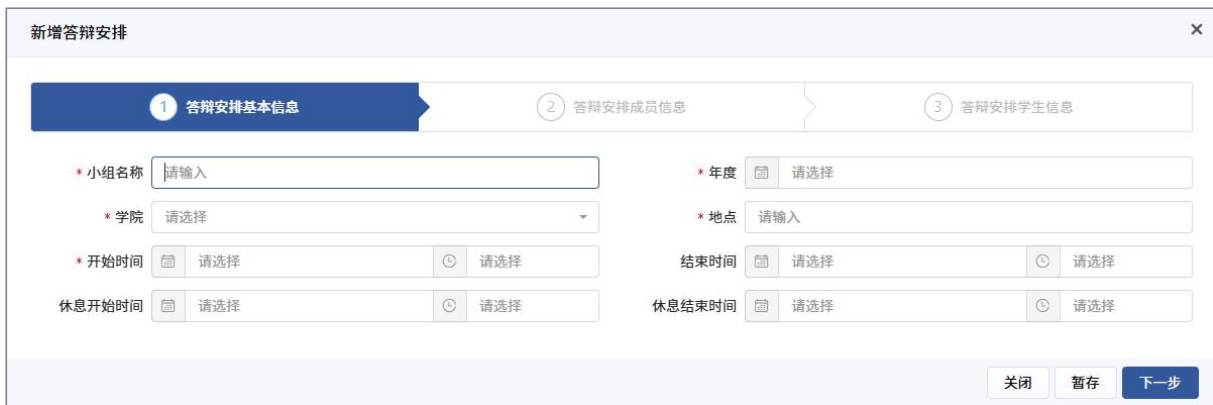 新增答辩安排
1 答辩安排基本信息 2 答辩安排成员信息 3 答辩安排学生信息
* 小组名称 请输入 * 年度 请选择
* 学院 请选择 * 地点 请输入
* 开始时间 请选择 请选择 结束时间 请选择 请选择
休息开始时间 请选择 请选择 休息结束时间 请选择 请选择
关闭 暂存 下一步